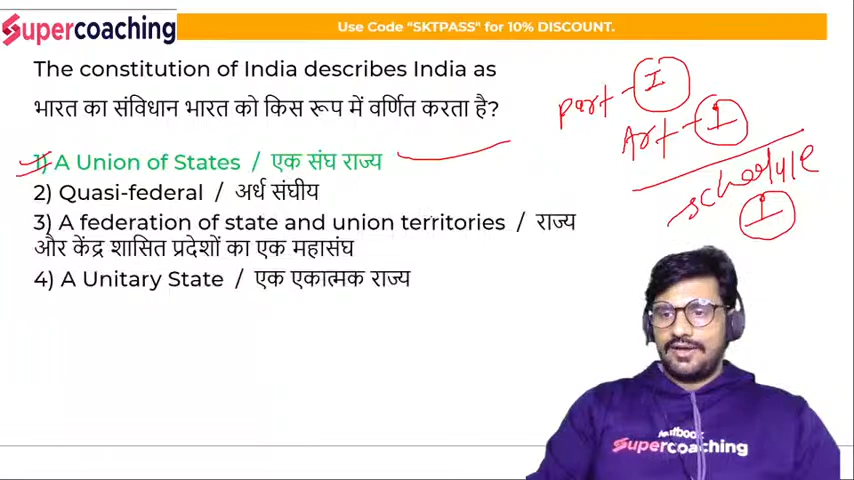 Supercoaching
Use Code "SKTPASS" for 10% DISCOUNT.
The constitution of India describes India as
भारत का संविधान भारत को किस रूप में वर्णित करता है?
1) A Union of States / एक संघ राज्य
2) Quasi-federal / अर्ध संघीय
3) A federation of state and union territories / राज्य
और केंद्र शासित प्रदेशों का एक महासंघ
4) A Unitary State / एक एकात्मक राज्य
Part - I
Art - I
schedule
I
testbook
Supercoaching